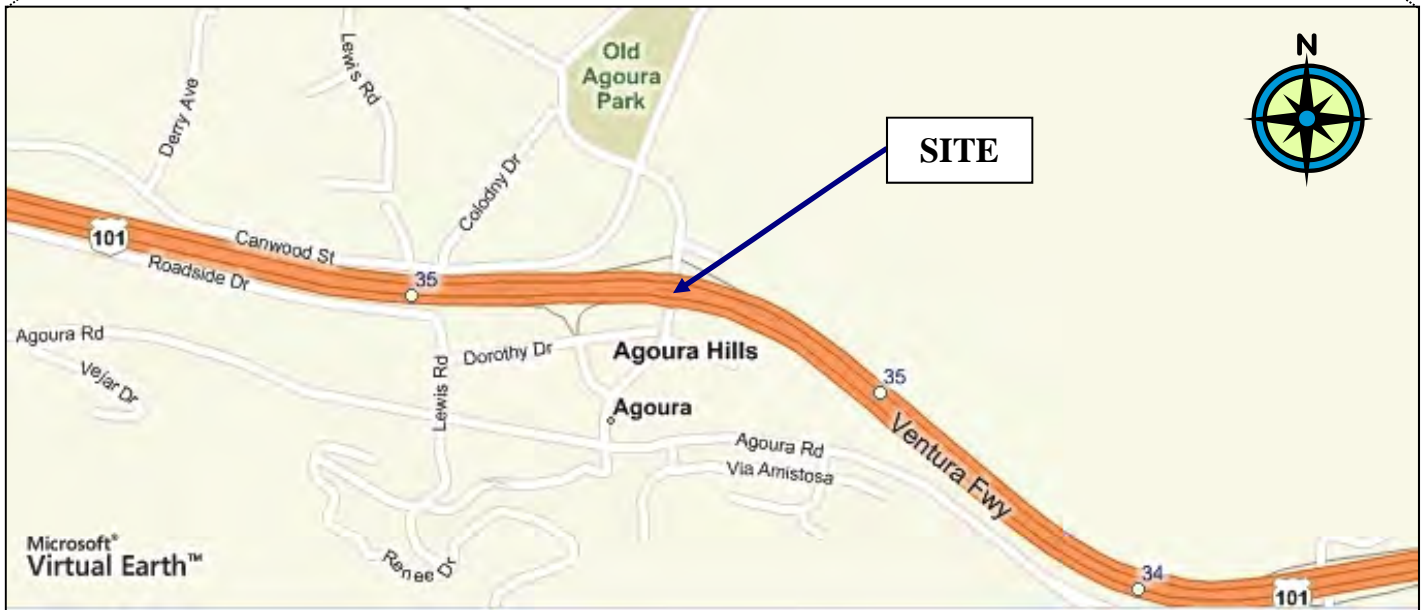 N
Old
Agoura
Park
Lewis Rd
Derry Ave
SITE
Colodny Dr
101
Canwood St
Roadside Dr
35
Agoura Rd
Vejar Dr
Lewis Rd
Dorothy Dr
Agoura Hills
35
Agoura
Ventura Fwy
Agoura Rd
Via Amistosa
Renee Dr
Microsoft®
Virtual Earth™
34
101